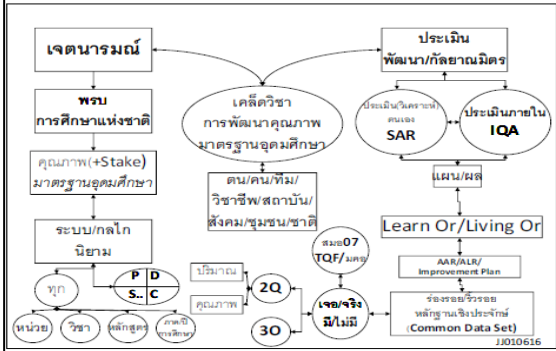 เจตนารมณ์
พรบ
การศึกษาแห่งชาติ
คุณภาพ(+Stake)
มาตรฐานอุดมศึกษา
ระบบ/กลไก
นิยาม
ทุก
P D
S.. C
หน่วย
วิชา
หลักสูตร
ภาค/ปี
การศึกษา
เคล็ดวิชา
การพัฒนาคุณภาพ
มาตรฐานอุดมศึกษา
ตน/คน/ทีม/
วิชาชีพ/สถาบัน/
สังคม/ชุมชน/ชาติ
ปริมาณ
คุณภาพ
2Q
3O
สมอ07
TQF/มคอ
เจอ/จริง
มี/ไม่มี
ประเมิน
พัฒนา/กัลยาณมิตร
ประเมิน(วิเคราะห์)
ตนเอง
SAR
ประเมินภายใน
IQA
แผน/ผล
Learn Or/Living Or
AAR/ALR/
Improvement Plan
ร่องรอย/ริ้วรอย
หลักฐานเชิงประจักษ์
(Common Data Set)
JJ010616